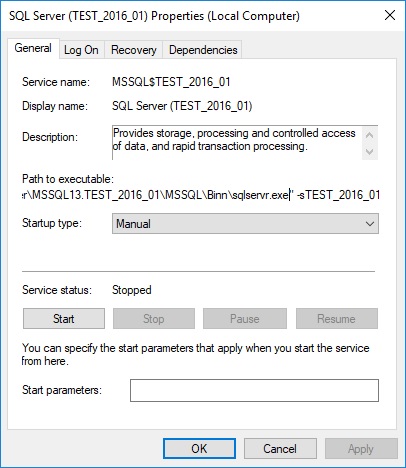 SQL Server (TEST_2016_01) Properties (Local Computer)
General Log On Recovery Dependencies
Service name: MSSQL$TEST_2016_01
Display name: SQL Server (TEST_2016_01)
Description: Provides storage, processing and controlled access
of data, and rapid transaction processing.
Path to executable:
er\MSSQL13.TEST_2016_01\MSSQL\Binn\sqlservr.exe" -sTEST_2016_01
Startup type: Manual
Service status: Stopped
Start Stop Pause Resume
You can specify the start parameters that apply when you start the service
from here.
Start parameters:
OK Cancel Apply